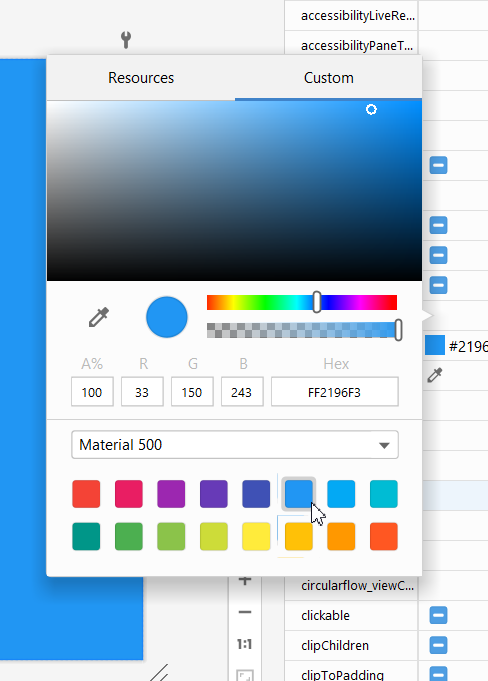 accessibilityLiveRe...
accessibilityPaneT...
Resources
Custom
#2196
A%
R
G
B
Hex
100
33
150
243
FF2196F3
Material 500
circularflow_viewC...
clickable
1:1
clipChildren
clipToPadding